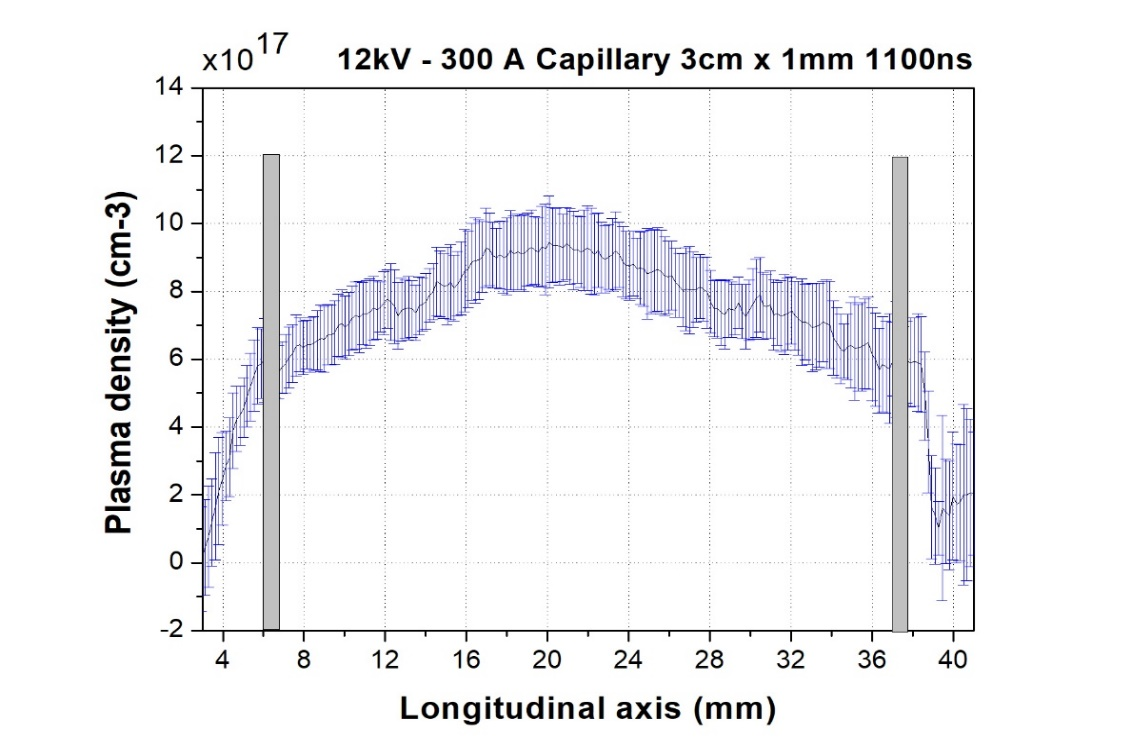 x10^17
12kV - 300 A Capillary 3cm x 1mm 1100ns
Plasma density (cm-3)
14
12
10
8
6
4
2
0
-2
4 8 12 16 20 24 28 32 36 40
Longitudinal axis (mm)